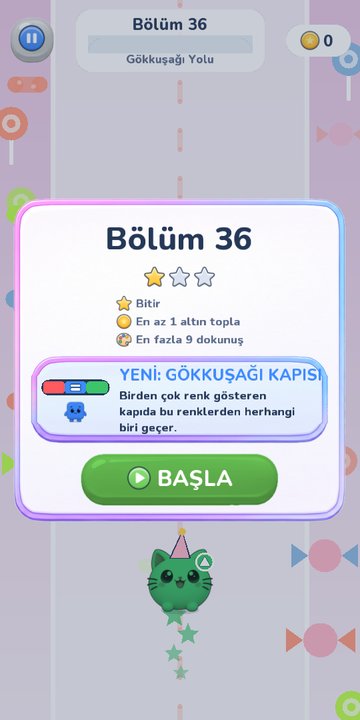 Bölüm 36
Gökkuşağı Yolu
0
Bölüm 36
Bitir
En az 1 altın topla
En fazla 9 dokunuş
YENİ: GÖKKUŞAĞI KAPISI
Birden çok renk gösteren
kapıda bu renklerden herhangi
biri geçer.
BAŞLA